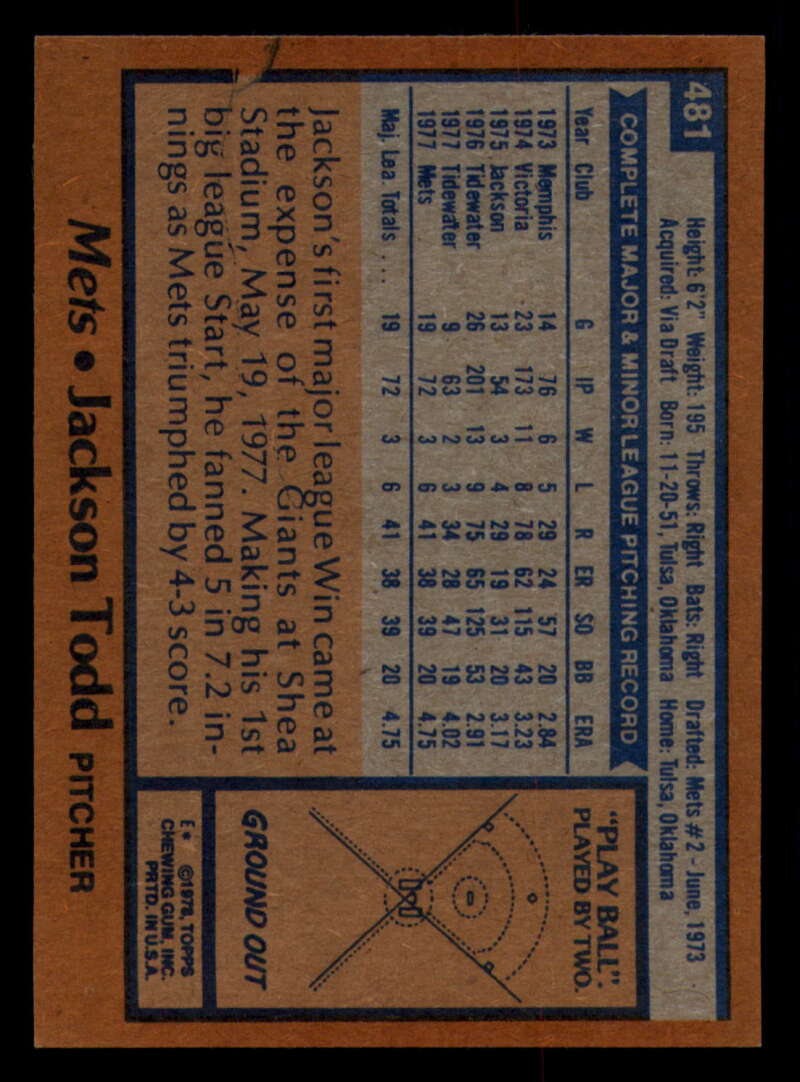 481
Height: 6'2" Weight: 195 Throws: Right Bats: Right Drafted: Mets #2 - June, 1973
Acquired: Via Draft Born: 11-20-51, Tulsa, Oklahoma Home: Tulsa, Oklahoma
COMPLETE MAJOR & MINOR LEAGUE PITCHING RECORD
Year Club G IP W L R ER SO BB ERA
1973 Memphis 14 76 6 5 29 24 57 20 2.84
1974 Victoria 23 173 11 8 78 62 115 43 3.23
1975 Jackson 13 54 3 4 29 19 31 20 3.17
1976 Tidewater 26 201 13 9 75 65 125 53 2.91
1977 Tidewater 9 63 2 3 34 28 47 19 4.02
1977 Mets 19 72 3 6 41 38 39 20 4.75
Maj. Lea. Totals .... 19 72 3 6 41 38 39 20 4.75
Jackson's first major league Win came at
the expense of the Giants at Shea
Stadium, May 19, 1977. Making his 1st
big league Start, he fanned 5 in 7.2 in-
nings as Mets triumphed by 4-3 score.
"PLAY BALL".
PLAYED BY TWO.
GROUND OUT
E* ©1978, TOPPS
CHEWING GUM, INC.
PRTD. IN U.S.A.
Mets • Jackson Todd PITCHER